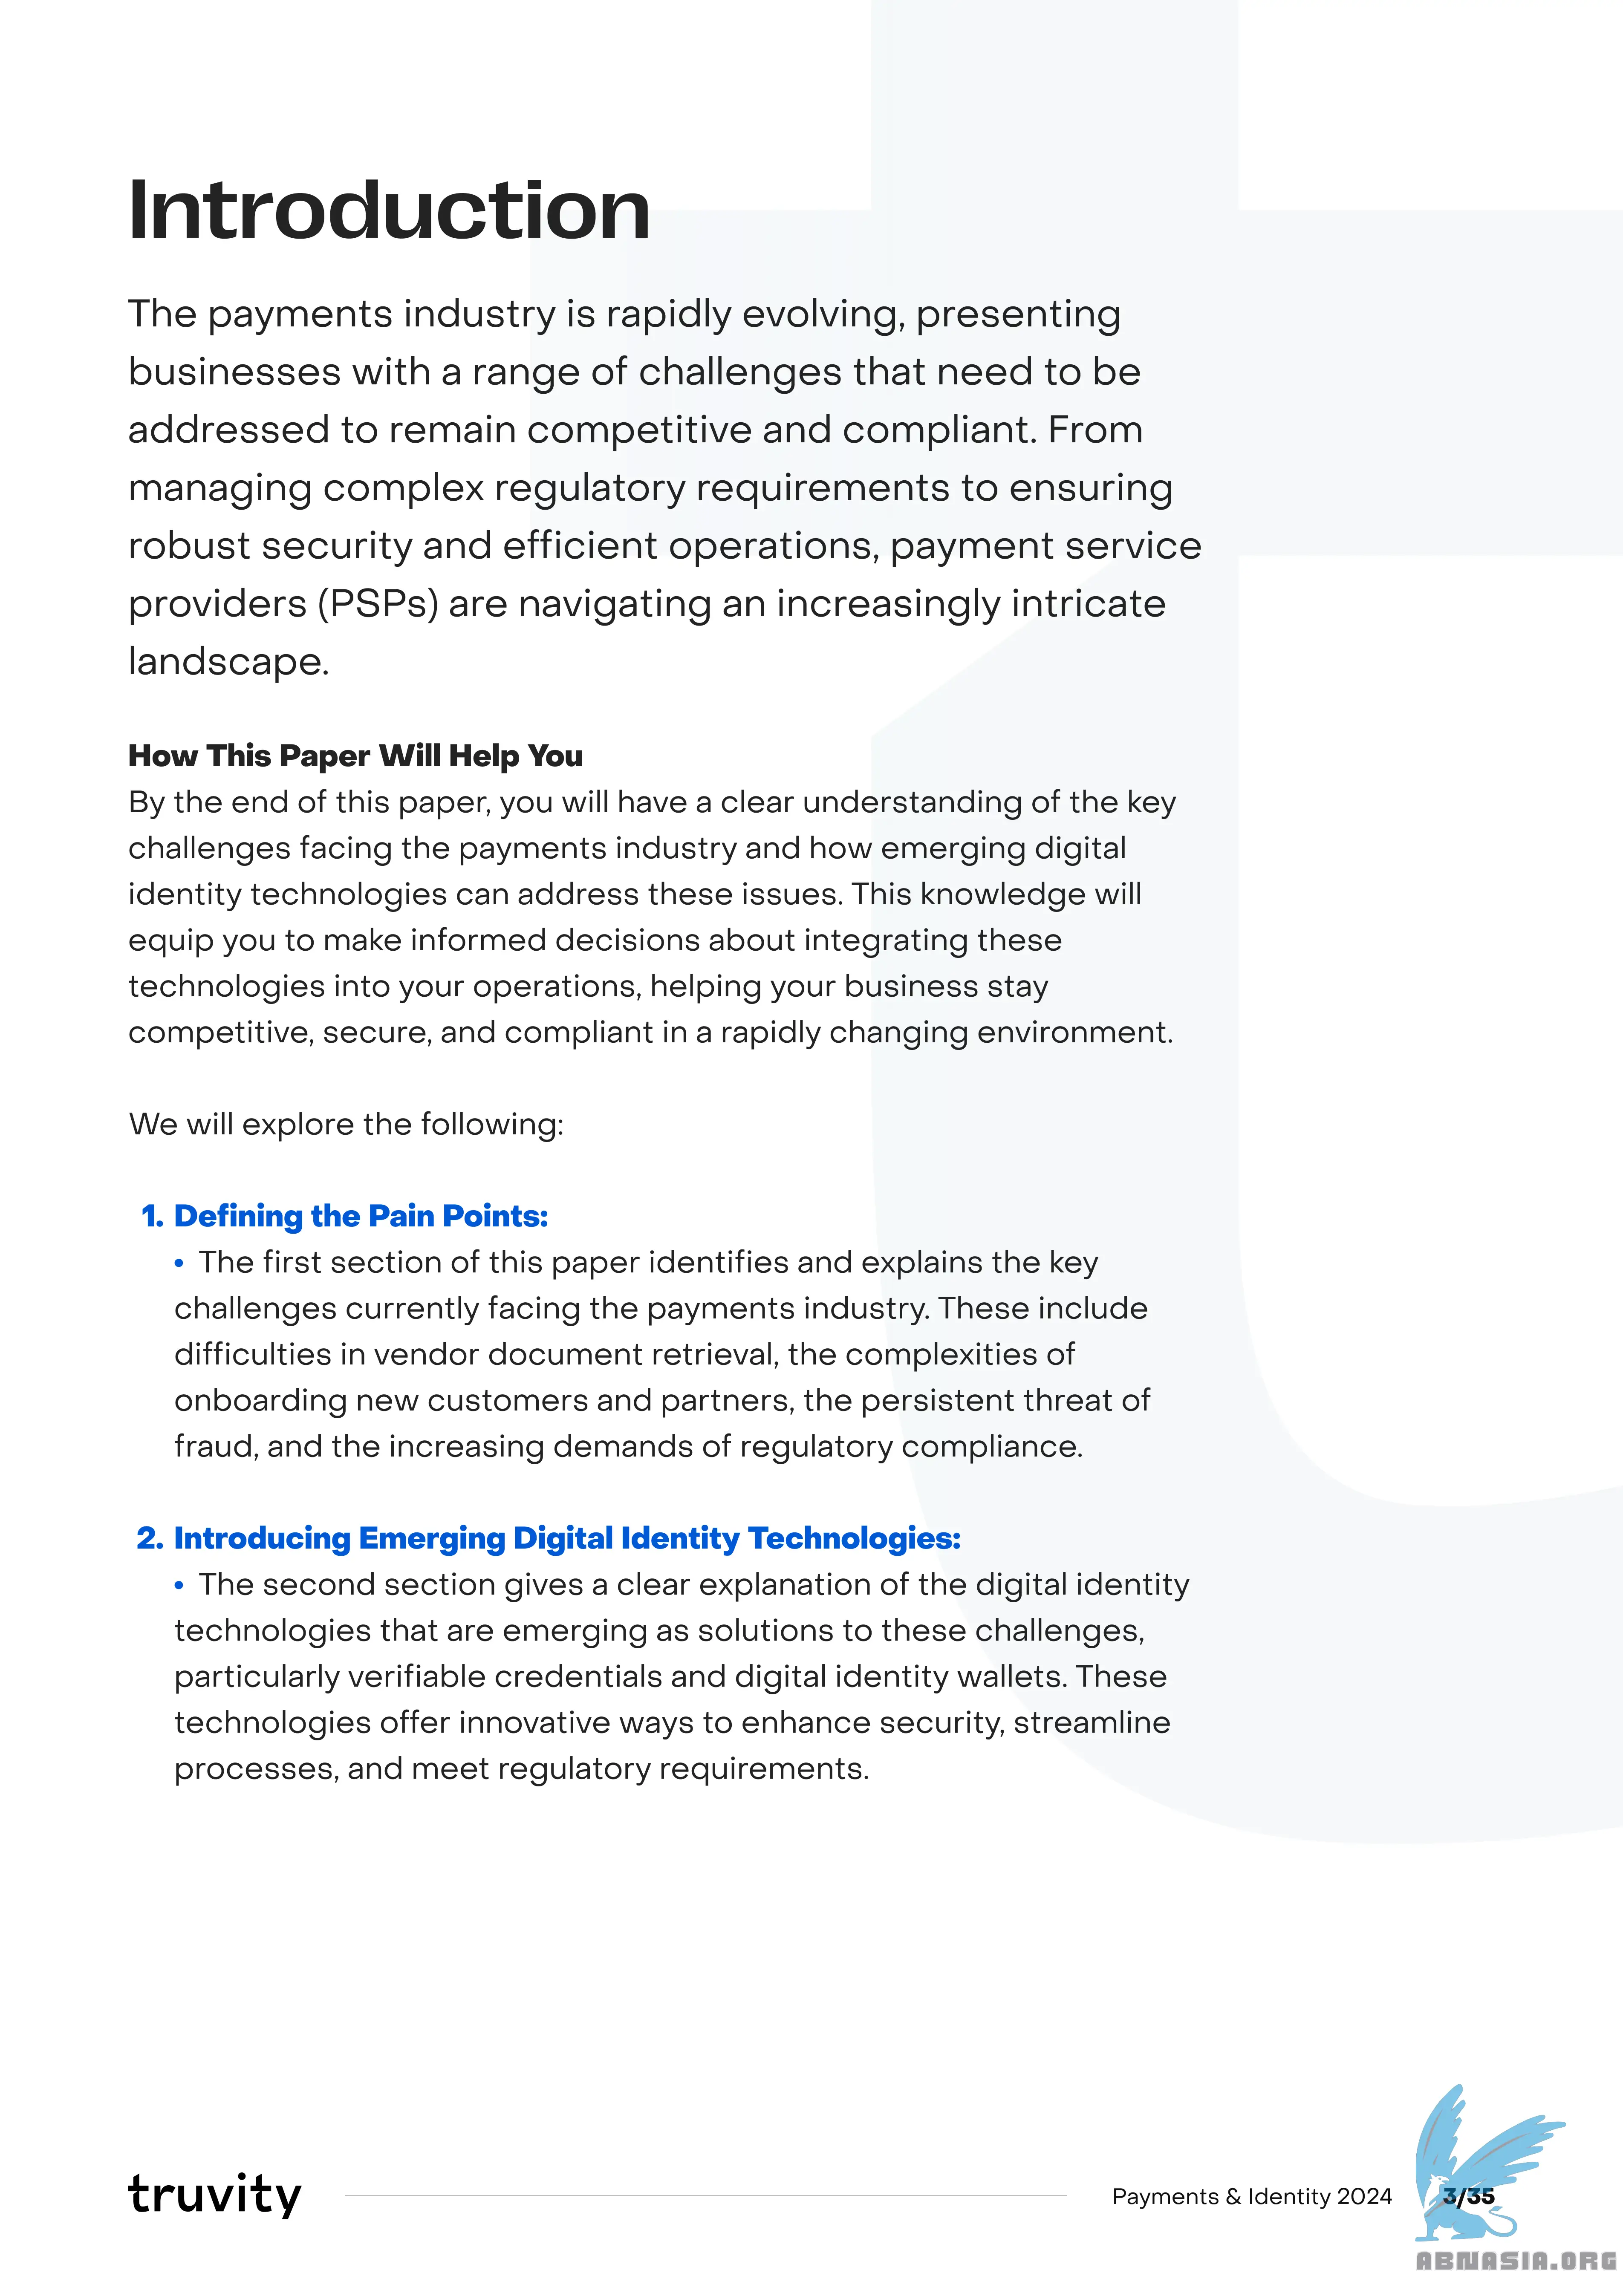 Introduction
The payments industry is rapidly evolving, presenting
businesses with a range of challenges that need to be
addressed to remain competitive and compliant. From
managing complex regulatory requirements to ensuring
robust security and efficient operations, payment service
providers (PSPs) are navigating an increasingly intricate
landscape.
How This Paper Will Help You
By the end of this paper, you will have a clear understanding of the key
challenges facing the payments industry and how emerging digital
identity technologies can address these issues. This knowledge will
equip you to make informed decisions about integrating these
technologies into your operations, helping your business stay
competitive, secure, and compliant in a rapidly changing environment.
We will explore the following:
1. Defining the Pain Points:
• The first section of this paper identifies and explains the key
challenges currently facing the payments industry. These include
difficulties in vendor document retrieval, the complexities of
onboarding new customers and partners, the persistent threat of
fraud, and the increasing demands of regulatory compliance.
2. Introducing Emerging Digital Identity Technologies:
• The second section gives a clear explanation of the digital identity
technologies that are emerging as solutions to these challenges,
particularly verifiable credentials and digital identity wallets. These
technologies offer innovative ways to enhance security, streamline
processes, and meet regulatory requirements.
truvity
Payments & Identity 2024
3/35
ABNASIA.ORG